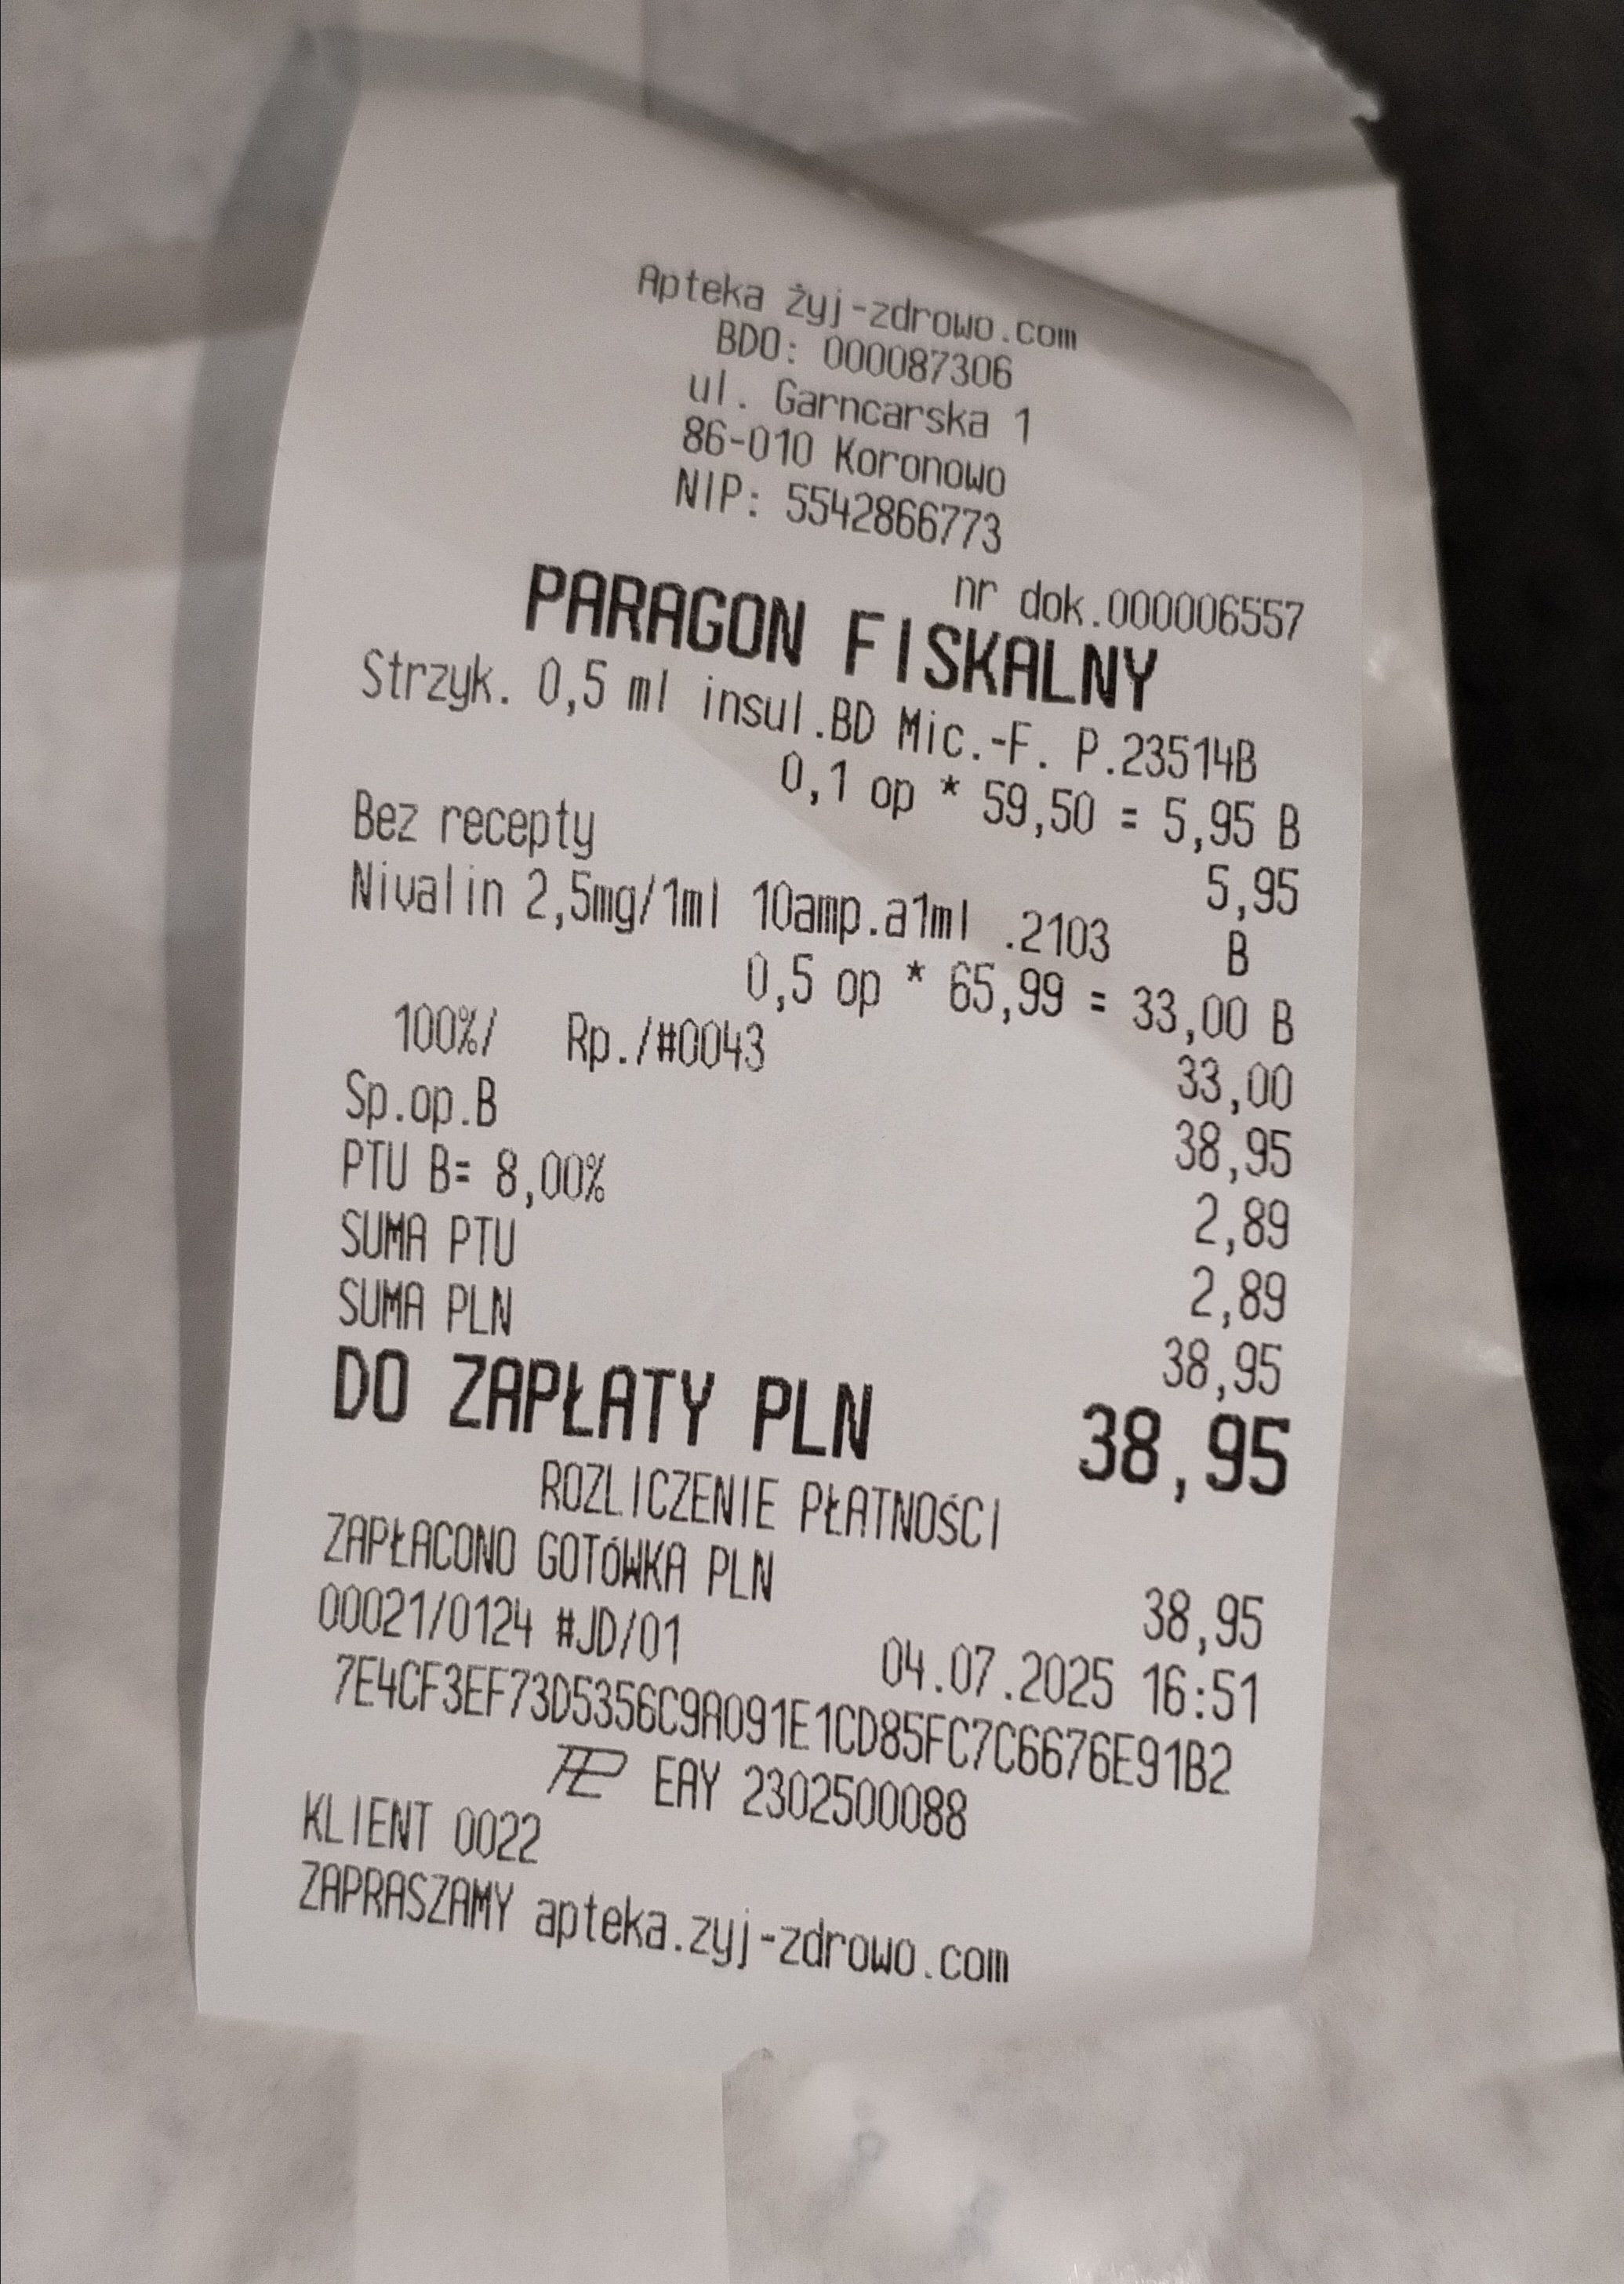 Apteka żyj-zdrowo.com
BDO: 000087306
ul. Garncarska 1
86-010 Koronowo
NIP: 5542866773
nr dok.000006557
PARAGON FISKALNY
Strzyk. 0,5 ml insul.BD Mic.-F. P.23514B
0,1 op * 59,50 = 5,95 B
Bez recepty 5,95
Nivalin 2,5mg/1ml 10amp.a1ml .2103 B
0,5 op * 65,99 = 33,00 B
100%/ Rp./#0043 33,00
Sp.op.B 38,95
PTU B= 8,00% 2,89
SUMA PTU 2,89
SUMA PLN 38,95
DO ZAPŁATY PLN 38,95
ROZLICZENIE PŁATNOŚCI
ZAPŁACONO GOTÓWKA PLN 38,95
00021/0124 #JD/01 04.07.2025 16:51
7E4CF3EF73D5356C9A091E1CD85FC7C6676E91B2
PL EAY 2302500088
KLIENT 0022
ZAPRASZAMY apteka.zyj-zdrowo.com